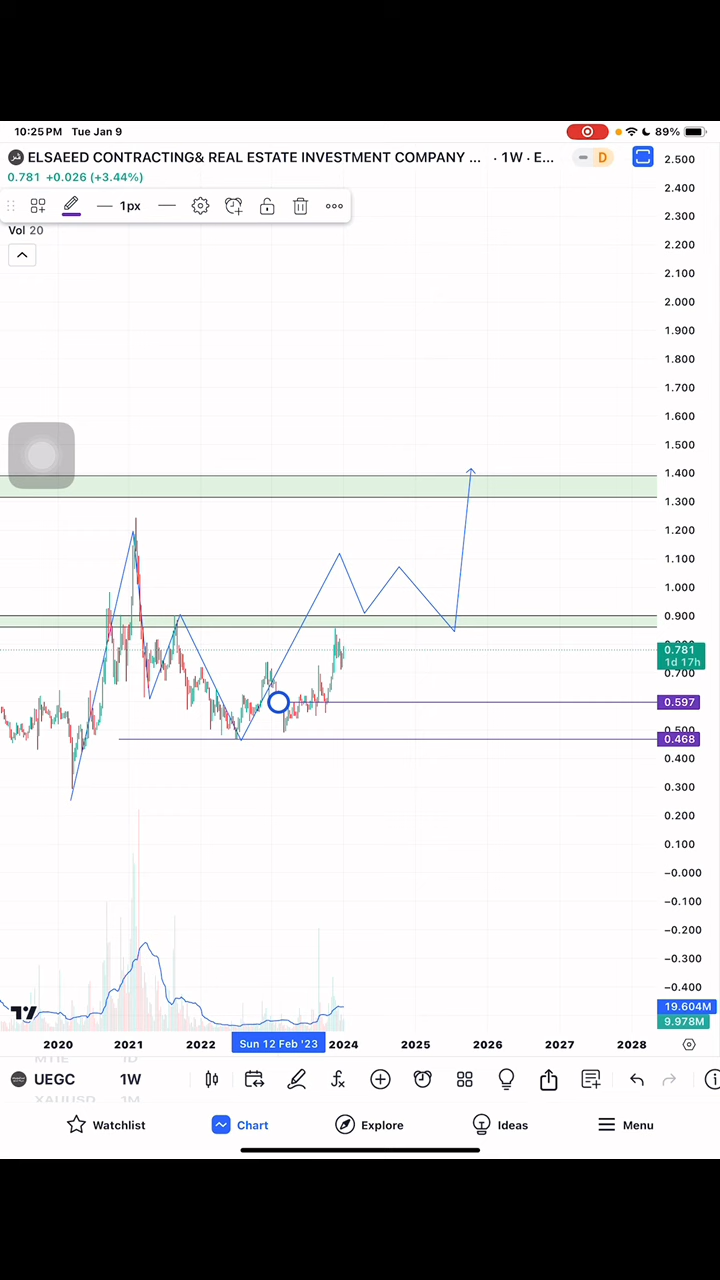 10:25 PM Tue Jan 9
89%
ELSAEED CONTRACTING& REAL ESTATE INVESTMENT COMPANY ... · 1W · E...
D
0.781 +0.026 (+3.44%)
1px
Vol 20
2.500
2.400
2.300
2.200
2.100
2.000
1.900
1.800
1.700
1.600
1.500
1.400
1.300
1.200
1.100
1.000
0.900
0.781
1d 17h
0.700
0.597
0.500
0.468
0.400
0.300
0.200
0.100
−0.000
−0.100
−0.200
−0.300
−0.400
19.604M
9.978M
2020 2021 2022 Sun 12 Feb '23 2024 2025 2026 2027 2028
UEGC 1W
XAUUSD 1M
Watchlist Chart Explore Ideas Menu